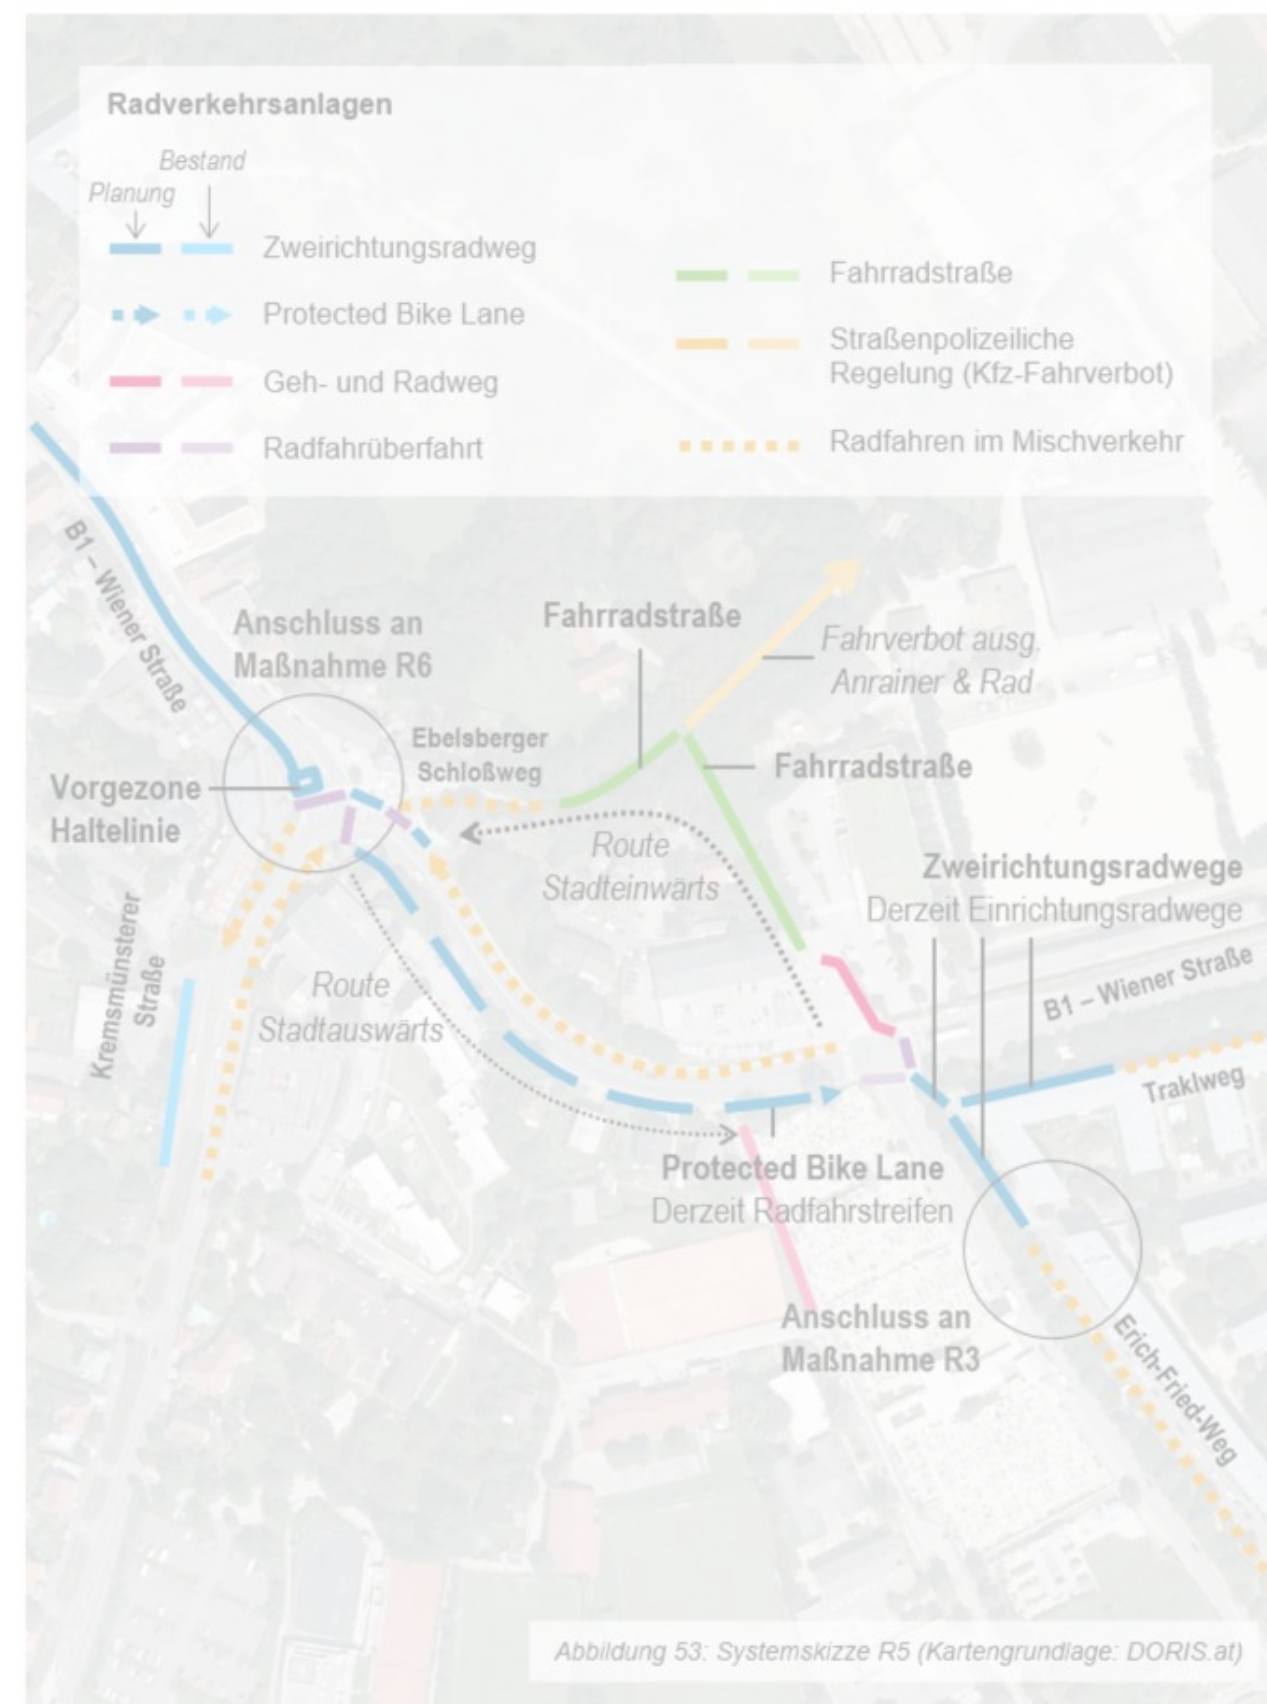 Radverkehrsanlagen
Bestand
Planung
Zweirichtungsradweg
Protected Bike Lane
Geh- und Radweg
Radfahrüberfahrt
Fahrradstraße
Straßenpolizeiliche
Regelung (Kfz-Fahrverbot)
Radfahren im Mischverkehr
B1 – Wiener Straße
Anschluss an
Maßnahme R6
Fahrradstraße
Fahrverbot ausg.
Anrainer & Rad
Ebelsberger
Schloßweg
Fahrradstraße
Vorgezone
Haltelinie
Route
Stadteinwärts
Zweirichtungsradwege
Derzeit Einrichtungsradwege
Kremsmünsterer
Straße
Route
Stadtauswärts
B1 – Wiener Straße
Traklweg
Protected Bike Lane
Derzeit Radfahrstreifen
Anschluss an
Maßnahme R3
Erich-Fried-Weg
Abbildung 53: Systemskizze R5 (Kartengrundlage: DORIS.at)